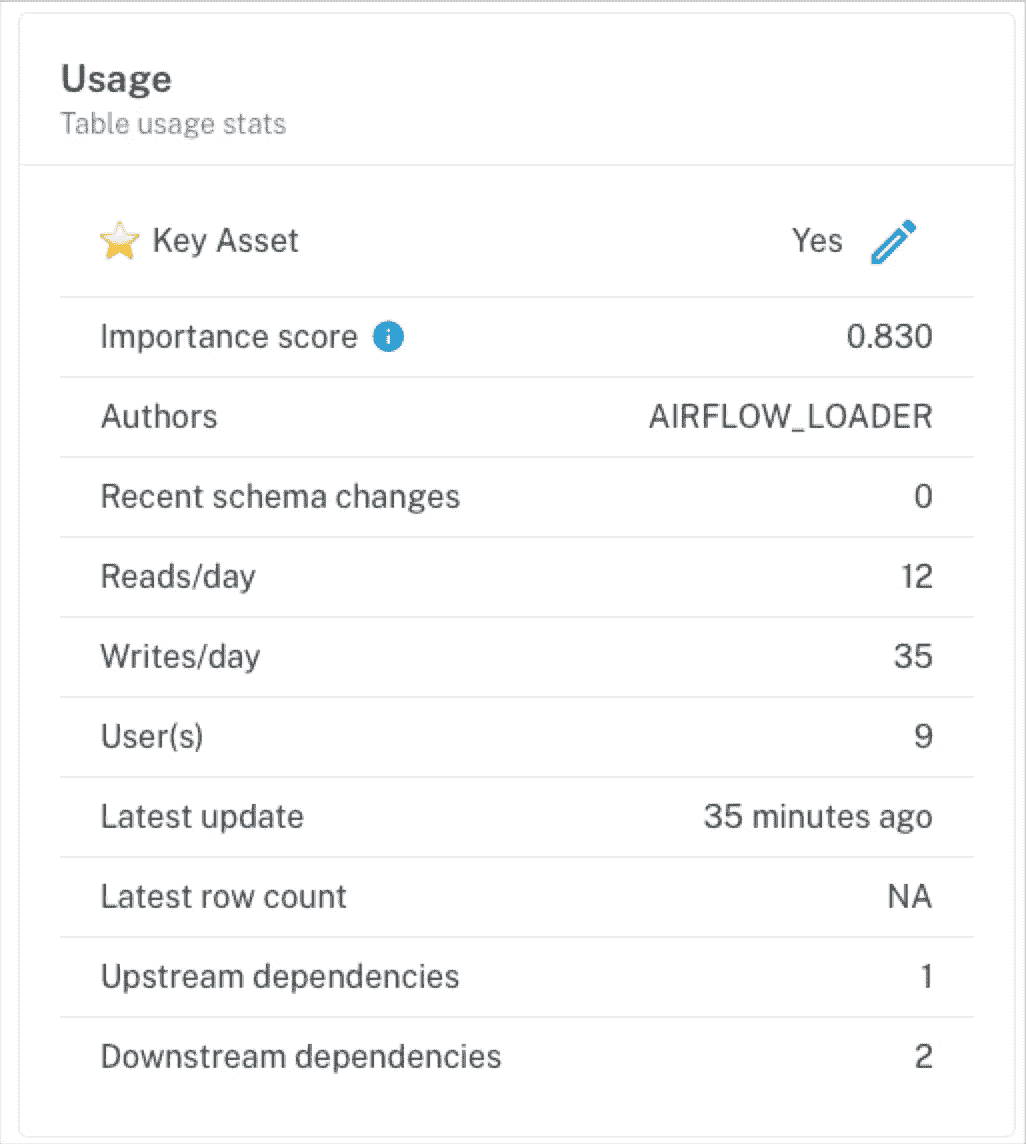 Usage
Table usage stats
Key Asset Yes
Importance score i 0.830
Authors AIRFLOW_LOADER
Recent schema changes 0
Reads/day 12
Writes/day 35
User(s) 9
Latest update 35 minutes ago
Latest row count NA
Upstream dependencies 1
Downstream dependencies 2